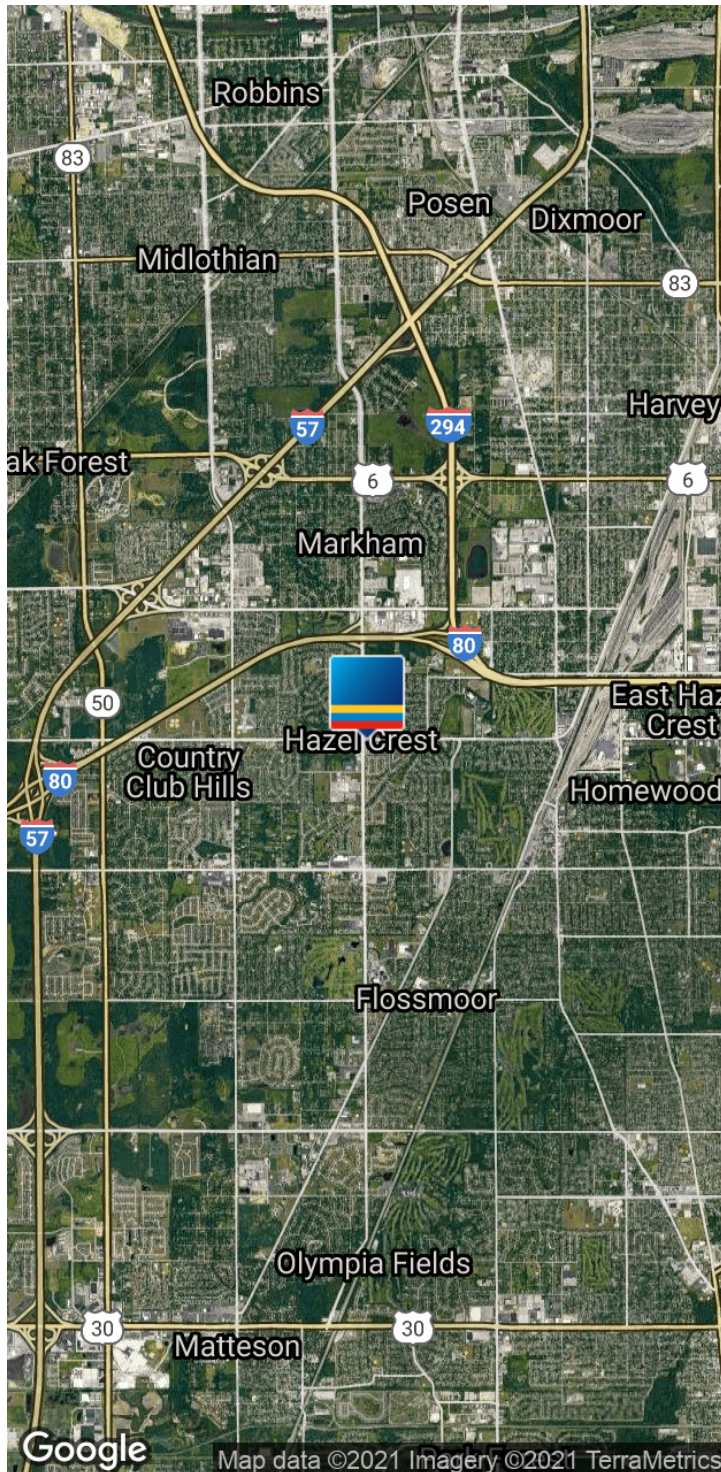 Robbins
83
Posen
Dixmoor
Midlothian
83
Harvey
57
294
ak Forest
6
6
Markham
80
50
East Haz
Crest
Hazel Crest
Country
Club Hills
80
Homewood
57
Flossmoor
Olympia Fields
30
30
Matteson
Google
Map data ©2021 Imagery ©2021 TerraMetrics